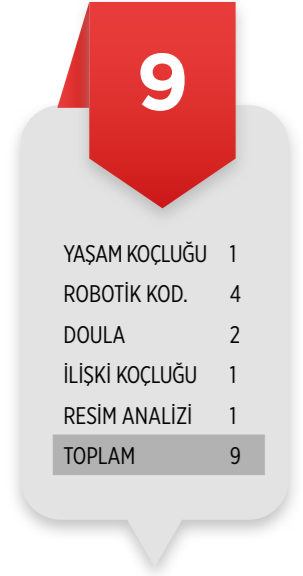 9
YAŞAM KOÇLUĞU 1
ROBOTİK KOD. 4
DOULA 2
İLİŞKİ KOÇLUĞU 1
RESİM ANALİZİ 1
TOPLAM 9